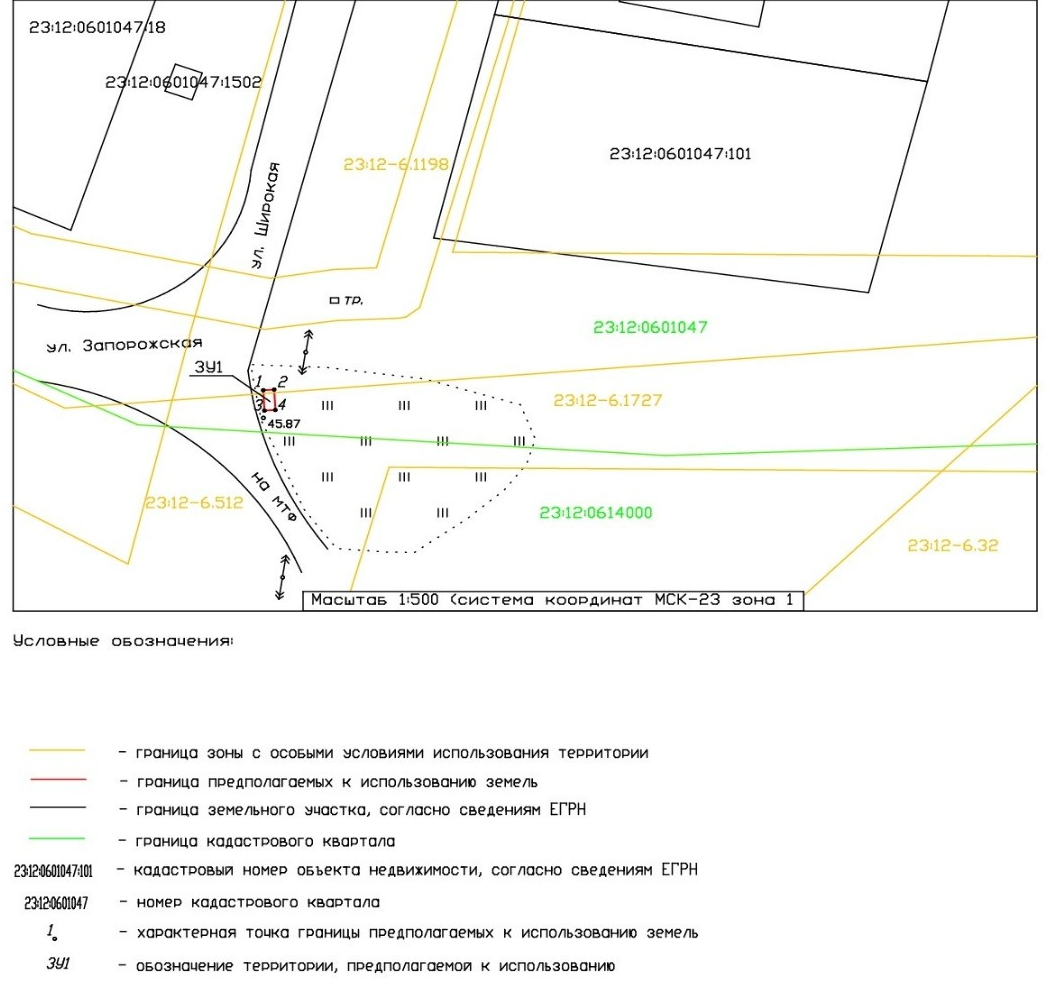 23:12:0601047:18
23:12:0601047:1502
23:12-6.1198
23:12:0601047:101
ул. Широкая
тр.
23:12:0601047
ул. Запорожская
ЗУ1
1 2
3 4
45.87
23:12-6.1727
на МТФ
23:12-6.512
23:12:0614000
23:12-6.32
Масштаб 1:500 (система координат МСК-23 зона 1
Условные обозначения:
- граница зоны с особыми условиями использования территории
- граница предполагаемых к использованию земель
- граница земельного участка, согласно сведениям ЕГРН
- граница кадастрового квартала
23:12:0601047:101 - кадастровый номер объекта недвижимости, согласно сведениям ЕГРН
23:12:0601047 - номер кадастрового квартала
1 - характерная точка границы предполагаемых к использованию земель
ЗУ1 - обозначение территории, предполагаемой к использованию